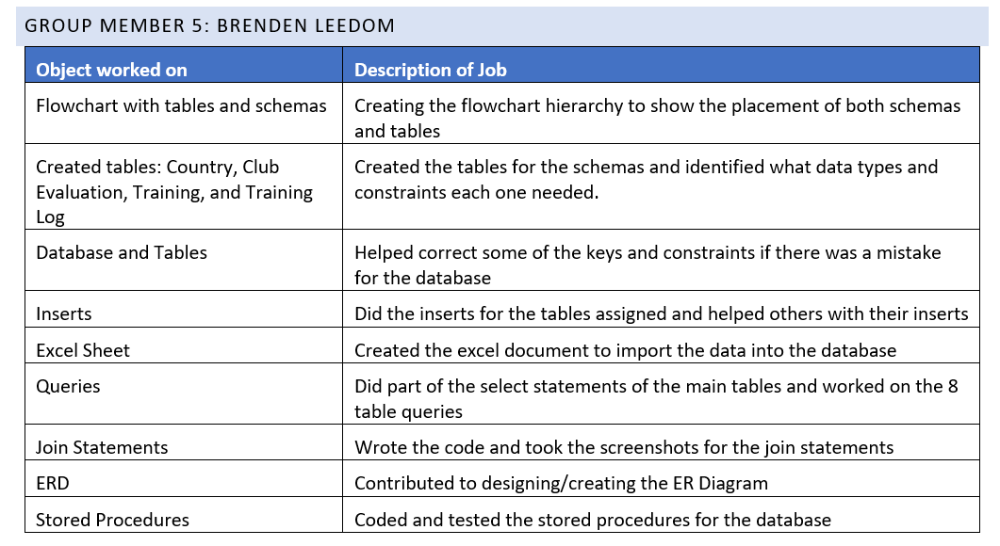 GROUP MEMBER 5: BRENDEN LEEDOM
Object worked on
Description of Job
Flowchart with tables and schemas
Creating the flowchart hierarchy to show the placement of both schemas
and tables
Created tables: Country, Club
Evaluation, Training, and Training
Log
Created the tables for the schemas and identified what data types and
constraints each one needed.
Database and Tables
Helped correct some of the keys and constraints if there was a mistake
for the database
Inserts
Did the inserts for the tables assigned and helped others with their inserts
Excel Sheet
Created the excel document to import the data into the database
Queries
Did part of the select statements of the main tables and worked on the 8
table queries
Join Statements
Wrote the code and took the screenshots for the join statements
ERD
Contributed to designing/creating the ER Diagram
Stored Procedures
Coded and tested the stored procedures for the database